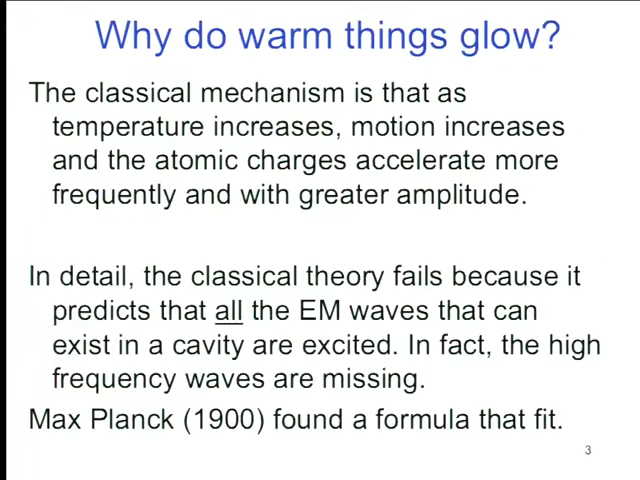 Why do warm things glow?
The classical mechanism is that as
temperature increases, motion increases
and the atomic charges accelerate more
frequently and with greater amplitude.
In detail, the classical theory fails because it
predicts that all the EM waves that can
exist in a cavity are excited. In fact, the high
frequency waves are missing.
Max Planck (1900) found a formula that fit.
3